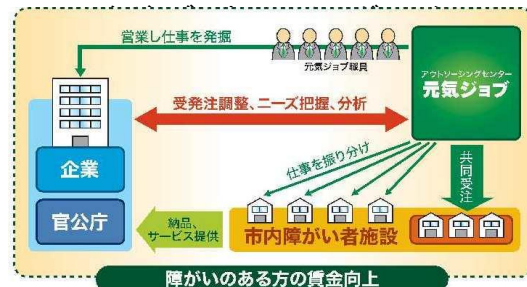 営業し仕事を発掘
元気ジョブ職員
アウトソーシングセンター
元気ジョブ
受発注調整、ニーズ把握、分析
企業
官公庁
仕事を振り分け
共同受注
納品、
サービス提供
市内障がい者施設
障がいのある方の賃金向上